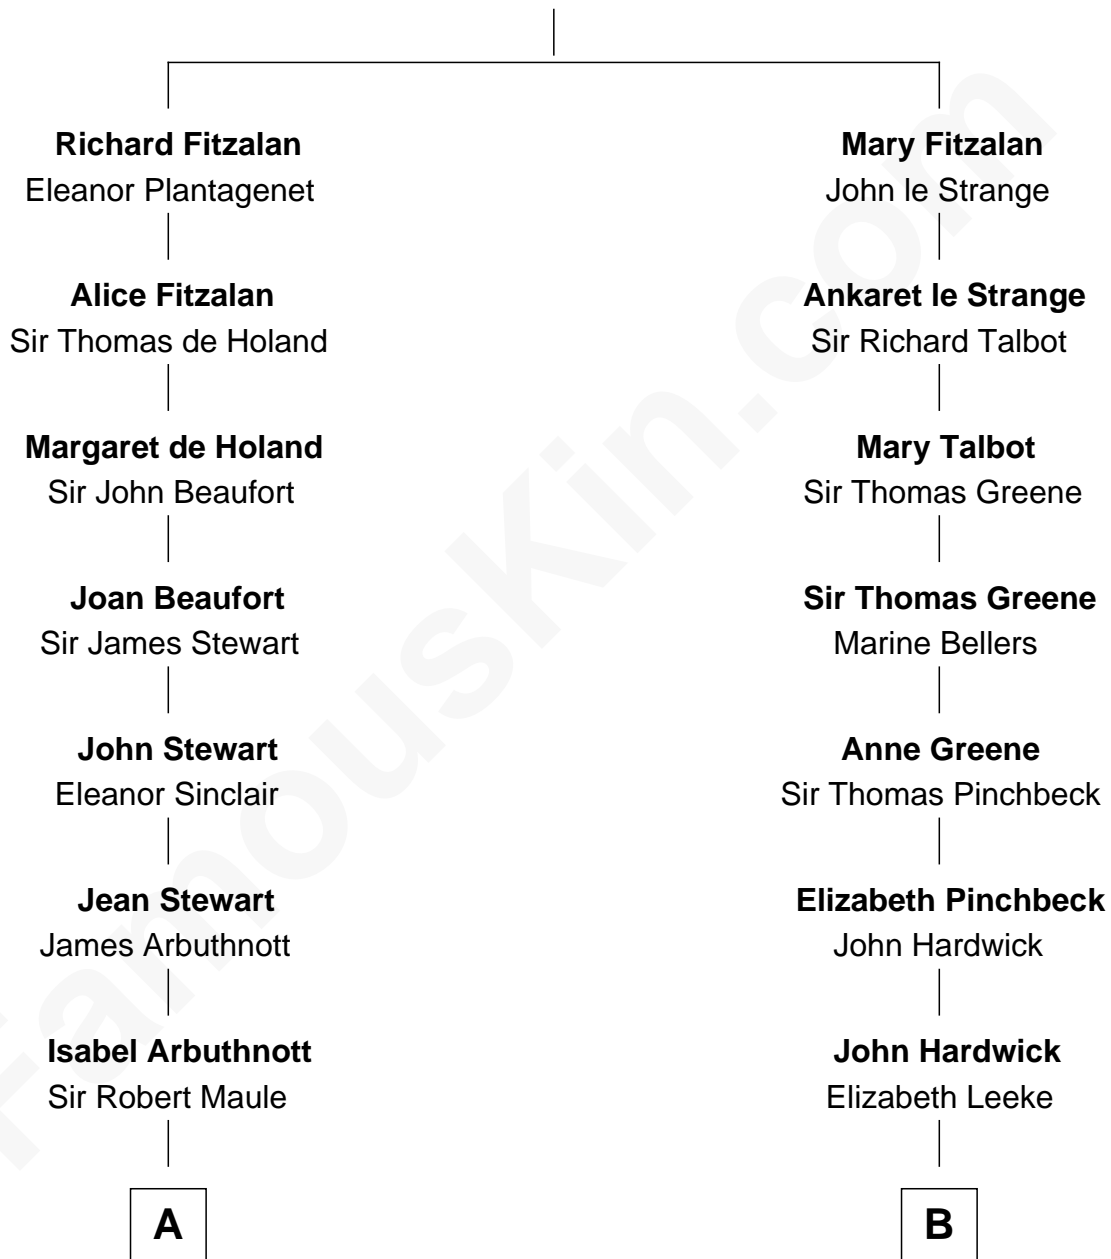 Richard Fitzalan
Eleanor Plantagenet
Mary Fitzalan
John le Strange
Alice Fitzalan
Sir Thomas de Holand
Ankaret le Strange
Sir Richard Talbot
Margaret de Holand
Sir John Beaufort
Mary Talbot
Sir Thomas Greene
Joan Beaufort
Sir James Stewart
Sir Thomas Greene
Marine Bellers
John Stewart
Eleanor Sinclair
Anne Greene
Sir Thomas Pinchbeck
Jean Stewart
James Arbuthnott
Elizabeth Pinchbeck
John Hardwick
Isabel Arbuthnott
Sir Robert Maule
John Hardwick
Elizabeth Leeke
A
B
FamousKin.com